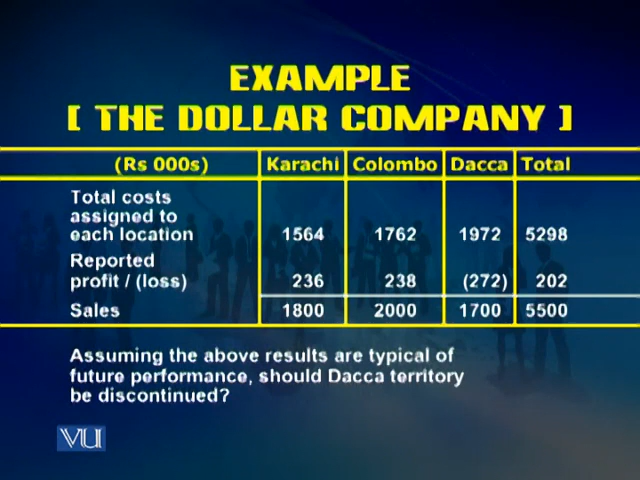 EXAMPLE
[ THE DOLLAR COMPANY ]
(Rs 000s) Karachi Colombo Dacca Total
Total costs
assigned to
each location 1564 1762 1972 5298
Reported
profit / (loss) 236 238 (272) 202
Sales 1800 2000 1700 5500
Assuming the above results are typical of
future performance, should Dacca territory
be discontinued?
VU